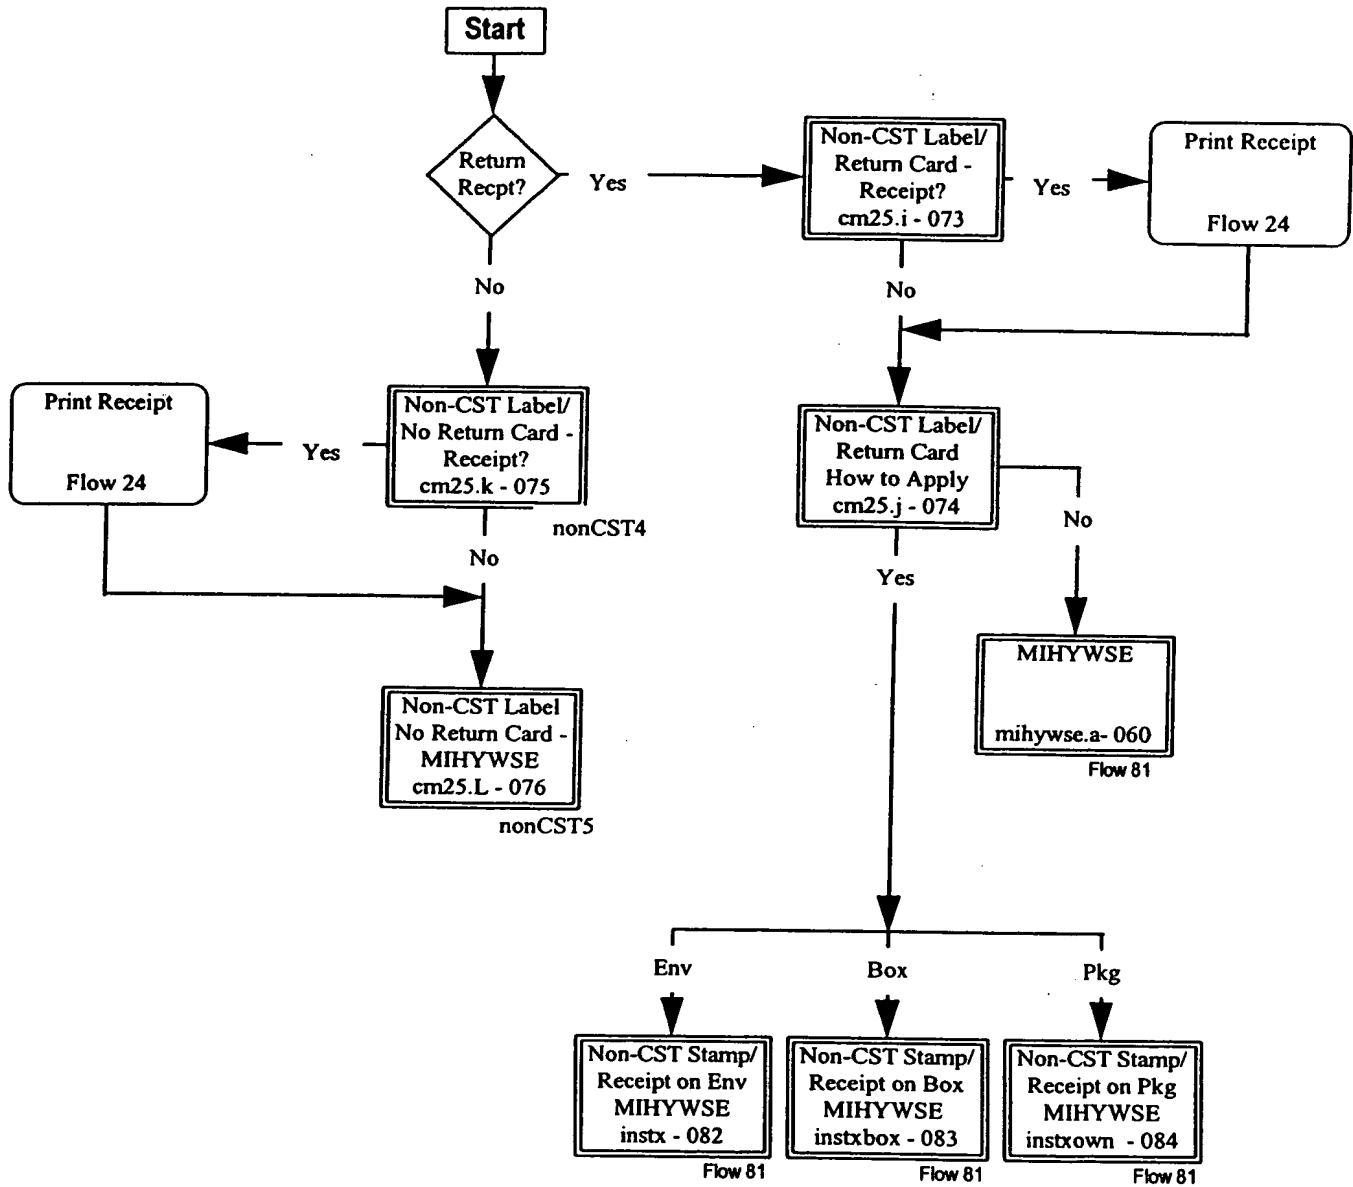 Start
Return
Recpt?
Yes
Non-CST Label/
Return Card -
Receipt?
cm25.i - 073
Yes
Print Receipt
Flow 24
No
No
Print Receipt
Flow 24
Yes
Non-CST Label/
No Return Card -
Receipt?
cm25.k - 075
nonCST4
Non-CST Label/
Return Card
How to Apply
cm25.j - 074
No
No
Yes
MIHYWSE
mihywse.a- 060
Flow 81
Non-CST Label
No Return Card -
MIHYWSE
cm25.L - 076
nonCST5
Env
Box
Pkg
Non-CST Stamp/
Receipt on Env
MIHYWSE
instx - 082
Flow 81
Non-CST Stamp/
Receipt on Box
MIHYWSE
instxbox - 083
Flow 81
Non-CST Stamp/
Receipt on Pkg
MIHYWSE
instxown - 084
Flow 81